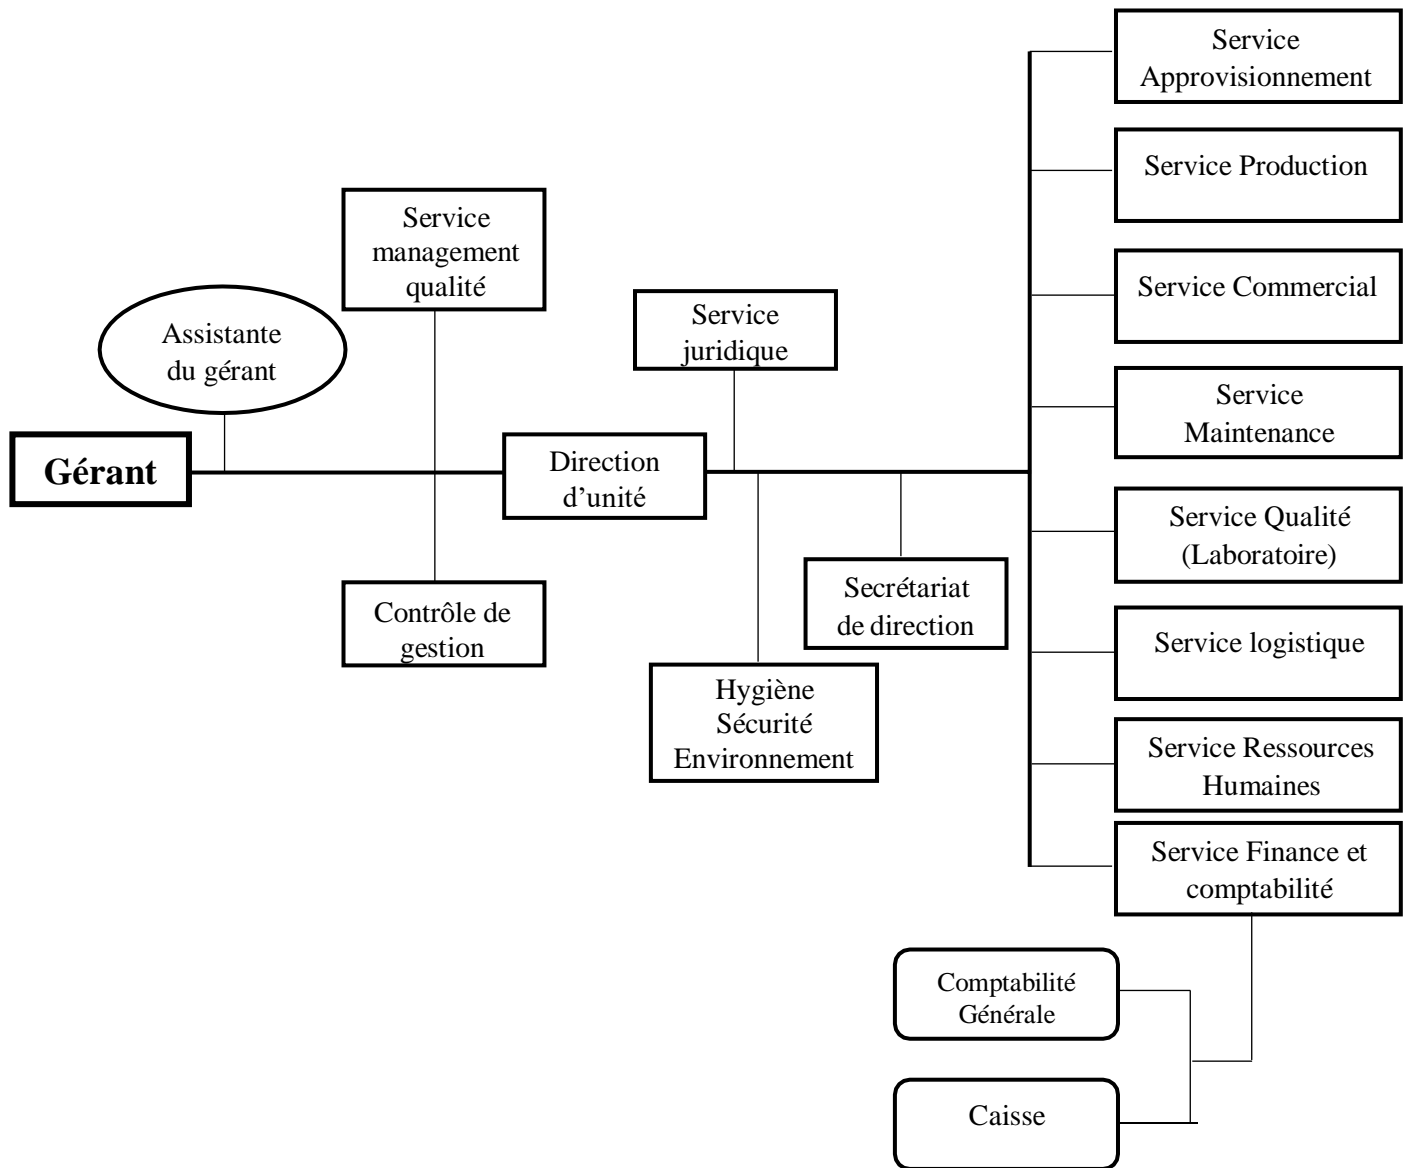 Service
Approvisionnement
Service Production
Service
management
qualité
Service Commercial
Assistante
du gérant
Service
juridique
Service
Maintenance
Gérant
Direction
d’unité
Service Qualité
(Laboratoire)
Contrôle de
gestion
Secrétariat
de direction
Service logistique
Hygiène
Sécurité
Environnement
Service Ressources
Humaines
Service Finance et
comptabilité
Comptabilité
Générale
Caisse